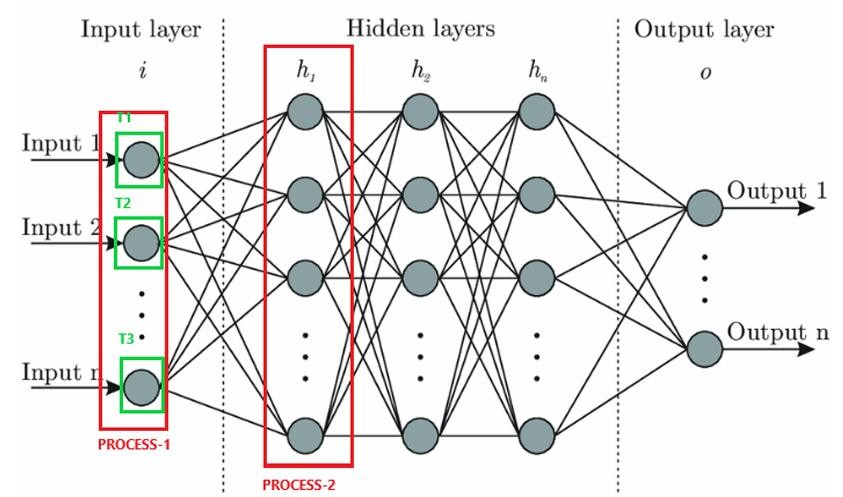 Input layer
Hidden layers
Output layer
i
h1
h2
hn
o
T1
Input 1
T2
Input 2
T3
Input n
Output 1
Output n
PROCESS-1
PROCESS-2